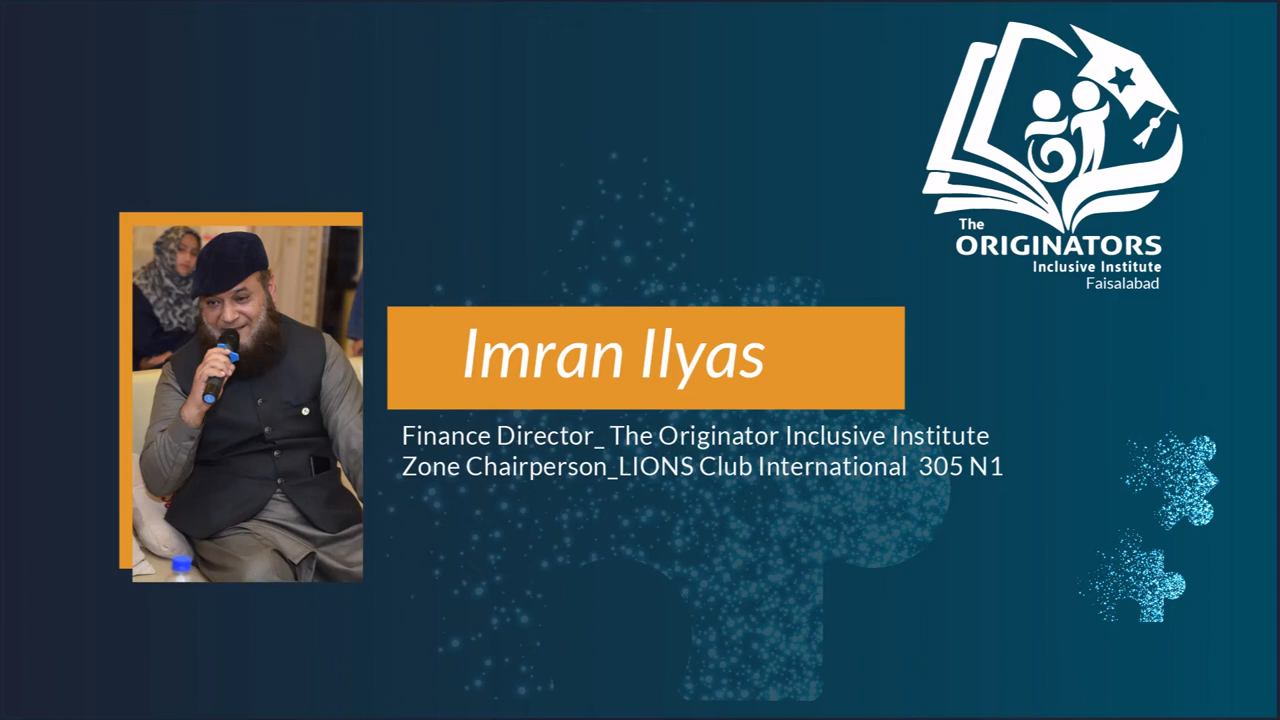 The
ORIGINATORS
Inclusive Institute
Faisalabad
Imran Ilyas
Finance Director_ The Originator Inclusive Institute
Zone Chairperson_LIONS Club International 305 N1